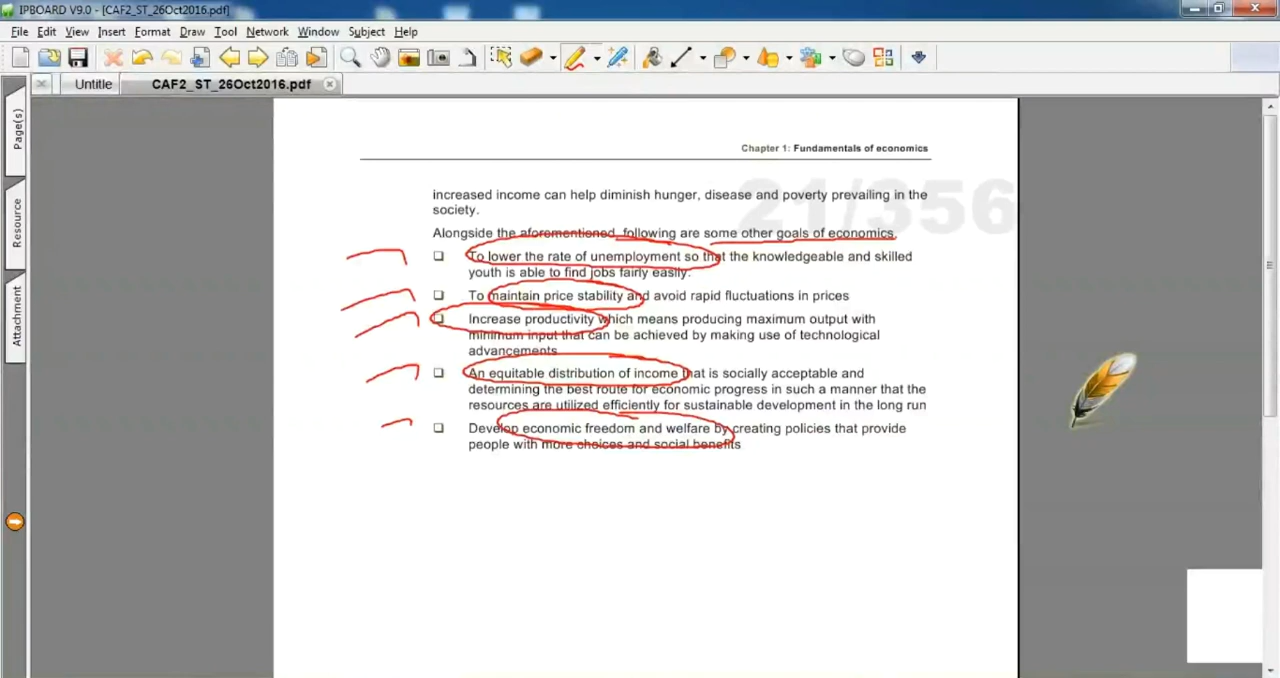 IPBOARD V9.0 - [CAF2_ST_26Oct2016.pdf]
File Edit View Insert Format Draw Tool Network Window Subject Help
Untitle CAF2_ST_26Oct2016.pdf
Page(s)
Resource
Attachment
Chapter 1: Fundamentals of economics
21/356
increased income can help diminish hunger, disease and poverty prevailing in the
society.
Alongside the aforementioned, following are some other goals of economics.
To lower the rate of unemployment so that the knowledgeable and skilled
youth is able to find jobs fairly easily.
To maintain price stability and avoid rapid fluctuations in prices
Increase productivity which means producing maximum output with
minimum input that can be achieved by making use of technological
advancements
An equitable distribution of income that is socially acceptable and
determining the best route for economic progress in such a manner that the
resources are utilized efficiently for sustainable development in the long run
Develop economic freedom and welfare by creating policies that provide
people with more choices and social benefits